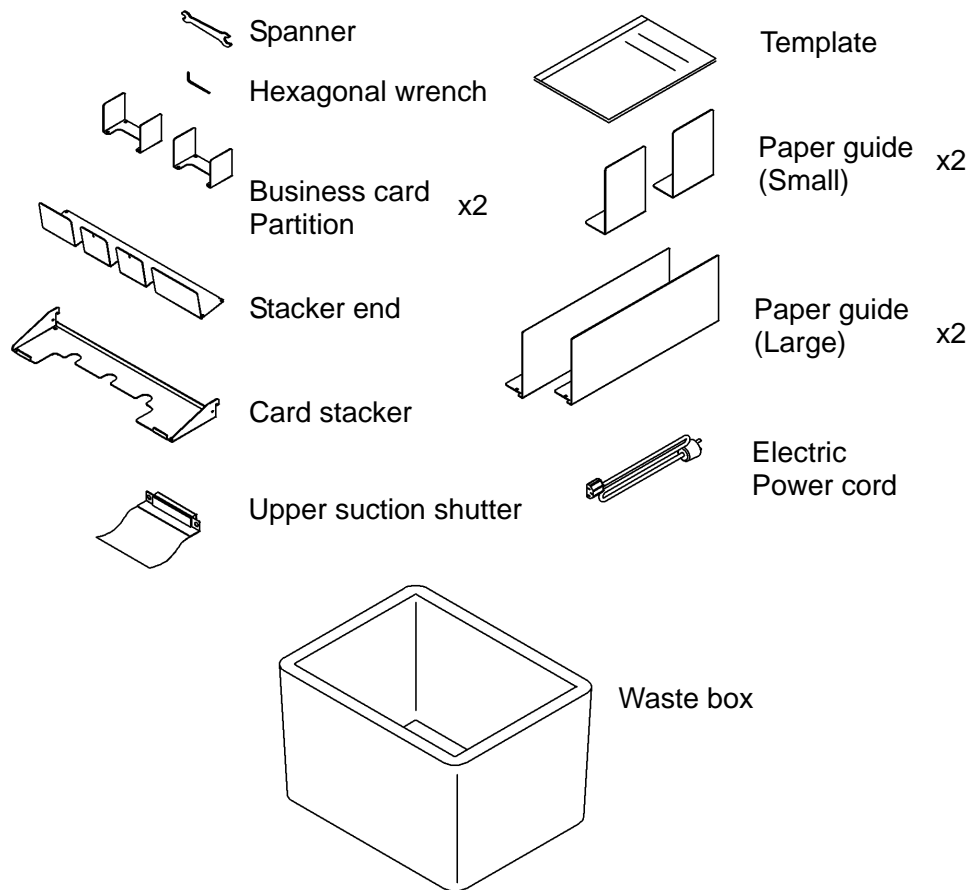 Spanner
Hexagonal wrench
Business card x2
Partition
Stacker end
Card stacker
Upper suction shutter
Template
Paper guide x2
(Small)
Paper guide x2
(Large)
Electric
Power cord
Waste box